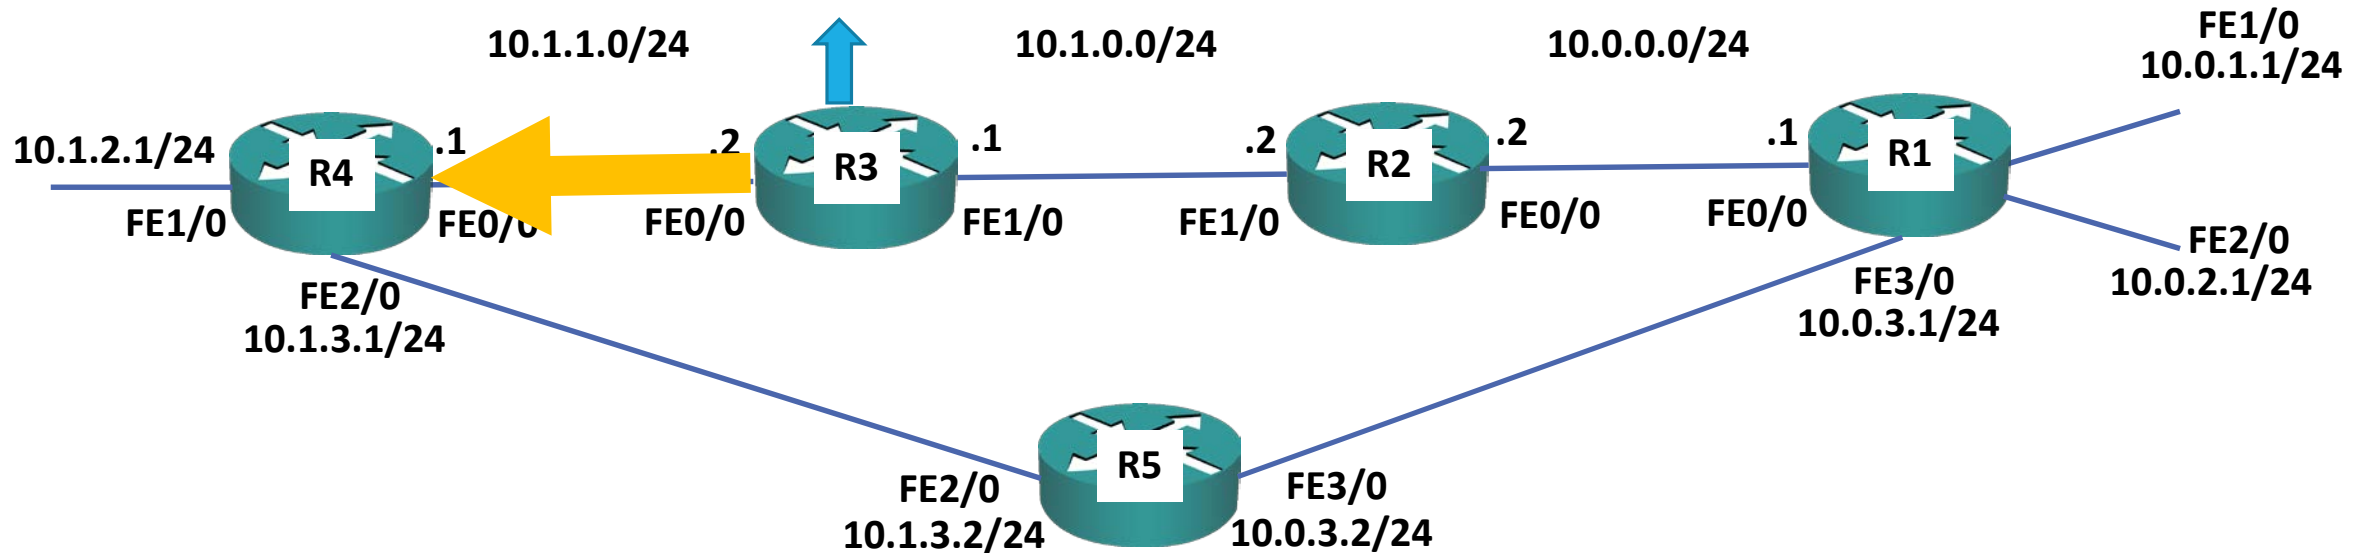 10.1.1.0/24
10.1.0.0/24
10.0.0.0/24
FE1/0
10.0.1.1/24
10.1.2.1/24
FE1/0
R4
.1
FE0/0
.2
FE0/0
R3
.1
FE1/0
.2
FE1/0
R2
.2
FE0/0
.1
FE0/0
R1
FE2/0
10.0.2.1/24
FE2/0
10.1.3.1/24
FE3/0
10.0.3.1/24
R5
FE2/0
10.1.3.2/24
FE3/0
10.0.3.2/24